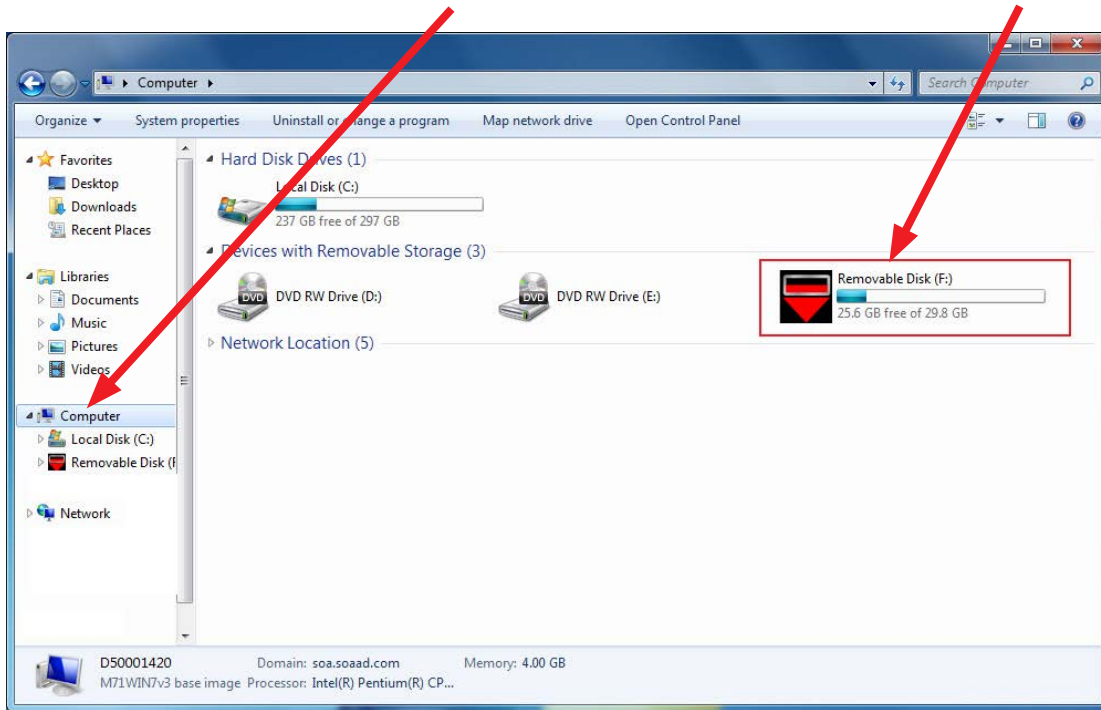 Computer
Search Computer
Organize System properties Uninstall or change a program Map network drive Open Control Panel
Favorites
Desktop
Downloads
Recent Places
Libraries
Documents
Music
Pictures
Videos
Computer
Local Disk (C:)
Removable Disk (F
Network
Hard Disk Drives (1)
Local Disk (C:)
237 GB free of 297 GB
Devices with Removable Storage (3)
DVD
DVD RW Drive (D:)
DVD
DVD RW Drive (E:)
Removable Disk (F:)
25.6 GB free of 29.8 GB
Network Location (5)
D50001420 Domain: soa.soaad.com Memory: 4.00 GB
M71WIN7v3 base image Processor: Intel(R) Pentium(R) CP...